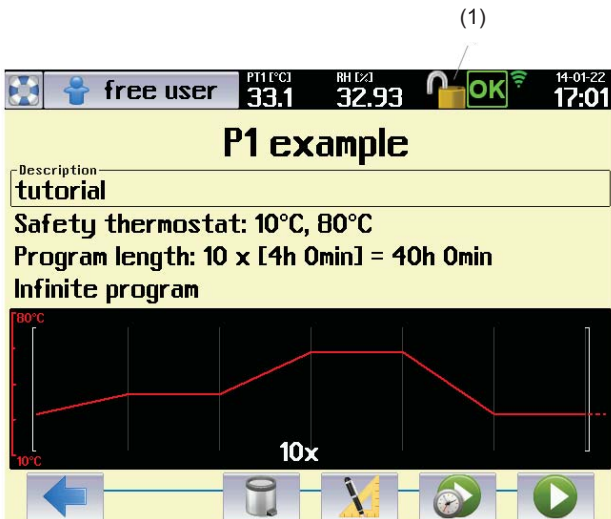 (1)
free user PT1 [°C] 33.1 RH [%] 32.93 OK 14-01-22 17:01
P1 example
Description
tutorial
Safety thermostat: 10°C, 80°C
Program length: 10 x [4h 0min] = 40h 0min
Infinite program
80°C
10x
10°C